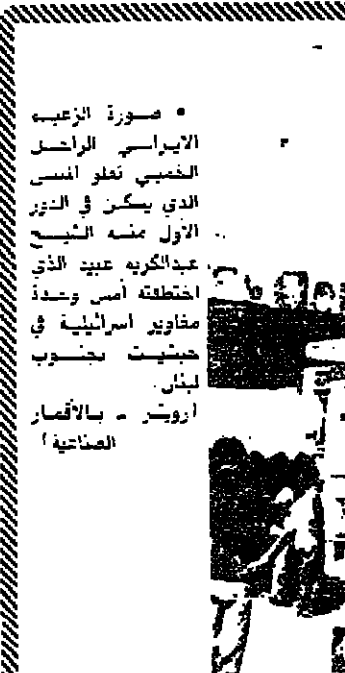 • صورة الزعيم
الايراني الراحل
الخميني تعلو المبنى
الذي يسكن في الدور
الأول منه الشيخ
عبدالكريم عبيد الذي
اختطفته أمس وحدة
مغاوير اسرائيلية في
جبشيت بجنوب
لبنان.
(رويتر - بالأقمار
الصناعية)